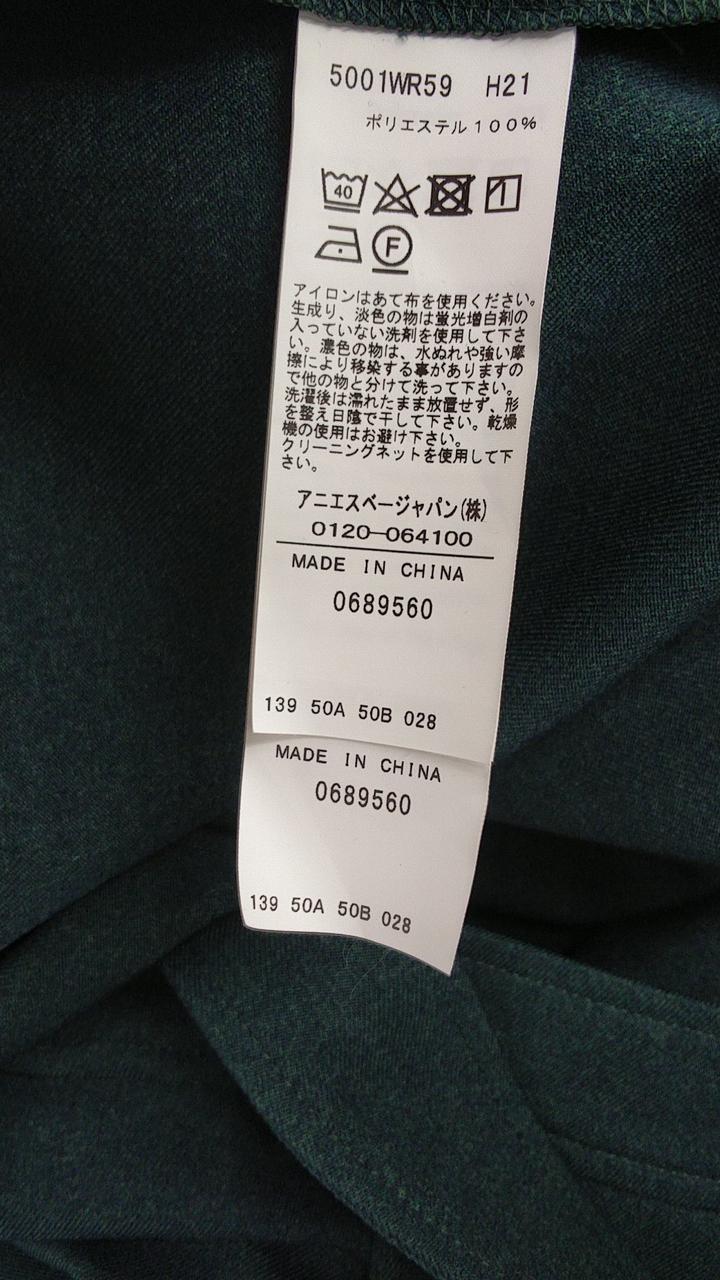 5001WR59 H21
ポリエステル100%
40
F
アイロンはあて布を使用ください。
生成り、淡色の物は蛍光増白剤の
入っていない洗剤を使用して下さ
い。濃色の物は、水ぬれや強い摩
擦により移染する事がありますの
で他の物と分けて洗って下さい。
洗濯後は濡れたまま放置せず、形
を整え日陰で干して下さい。乾燥
機の使用はお避け下さい。
クリーニングネットを使用して下
さい。
アニエスベージャパン(株)
0120-064100
MADE IN CHINA
0689560
139 50A 50B 028
MADE IN CHINA
0689560
139 50A 50B 028